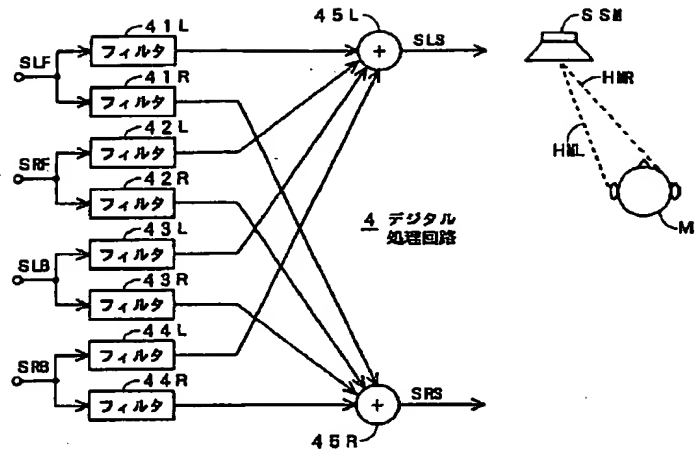 41L
フィルタ
SLF
41R
フィルタ
42L
フィルタ
SRF
42R
フィルタ
43L
フィルタ
SLB
43R
フィルタ
44L
フィルタ
SRB
44R
フィルタ
45L
+
SLS
4 デジタル
処理回路
+
SRS
45R
SSM
HMR
HML
M